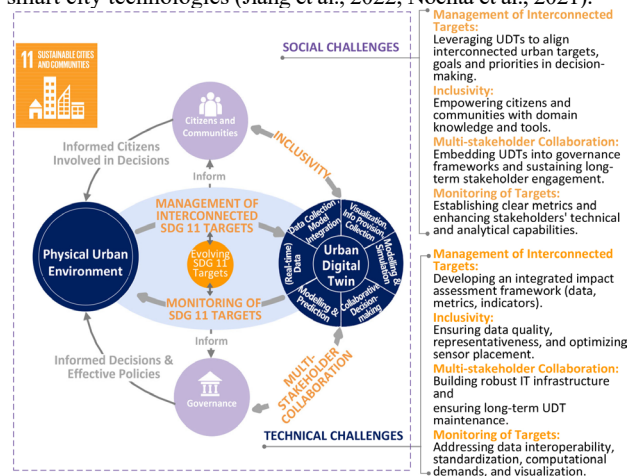 smart city technologies (Jiang et al., 2022; Nochta et al., 2021).
11 SUSTAINABLE CITIES
AND COMMUNITIES
SOCIAL CHALLENGES
Citizens and
Communities
Informed Citizens
Involved in Decisions
Inform
INCLUSIVITY
MANAGEMENT OF
INTERCONNECTED
SDG 11 TARGETS
Physical Urban
Environment
Evolving
SDG 11
Targets
MONITORING OF
SDG 11 TARGETS
Urban
Digital
Twin
(Real-time)
Data
Data Collection,
Model
Integration
Visualization,
Info Provision,
Collection
Modeling &
Simulation
Collaborative
Decision-
making
Modelling &
Prediction
Informed Decisions &
Effective Policies
Inform
Governance
MULTI-
STAKEHOLDER
COLLABORATION
TECHNICAL CHALLENGES
Management of Interconnected
Targets:
Leveraging UDTs to align
interconnected urban targets,
goals and priorities in decision-
making.
Inclusivity:
Empowering citizens and
communities with domain
knowledge and tools.
Multi-stakeholder Collaboration:
Embedding UDTs into governance
frameworks and sustaining long-
term stakeholder engagement.
Monitoring of Targets:
Establishing clear metrics and
enhancing stakeholders' technical
and analytical capabilities.
Management of Interconnected
Targets:
Developing an integrated impact
assessment framework (data,
metrics, indicators).
Inclusivity:
Ensuring data quality,
representativeness, and optimizing
sensor placement.
Multi-stakeholder Collaboration:
Building robust IT infrastructure
and
ensuring long-term UDT
maintenance.
Monitoring of Targets:
Addressing data interoperability,
standardization, computational
demands, and visualization.